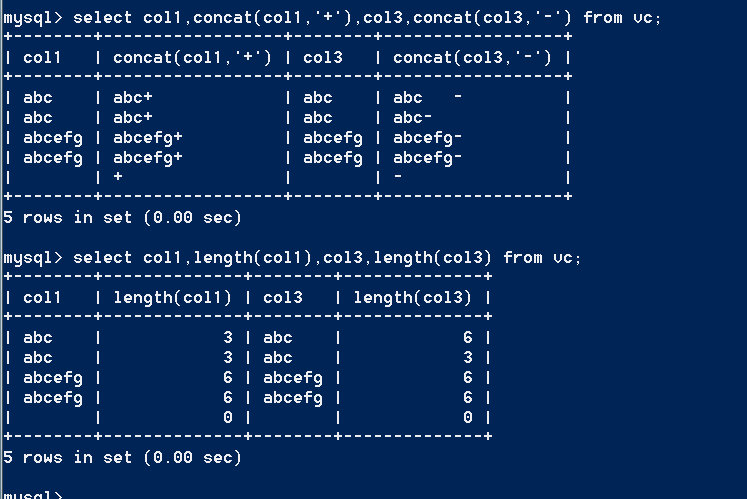 mysql> select col1,concat(col1,'+'),col3,concat(col3,'-') from vc;
+--------+------------------+--------+------------------+
| col1   | concat(col1,'+') | col3   | concat(col3,'-') |
+--------+------------------+--------+------------------+
| abc    | abc+             | abc    | abc   -          |
| abc    | abc+             | abc    | abc-             |
| abcefg | abcefg+          | abcefg | abcefg-          |
| abcefg | abcefg+          | abcefg | abcefg-          |
|        | +                |        | -                |
+--------+------------------+--------+------------------+
5 rows in set (0.00 sec)
mysql> select col1,length(col1),col3,length(col3) from vc;
+--------+--------------+--------+--------------+
| col1   | length(col1) | col3   | length(col3) |
+--------+--------------+--------+--------------+
| abc    |            3 | abc    |            6 |
| abc    |            3 | abc    |            3 |
| abcefg |            6 | abcefg |            6 |
| abcefg |            6 | abcefg |            6 |
|        |            0 |        |            0 |
+--------+--------------+--------+--------------+
5 rows in set (0.00 sec)
mysql>